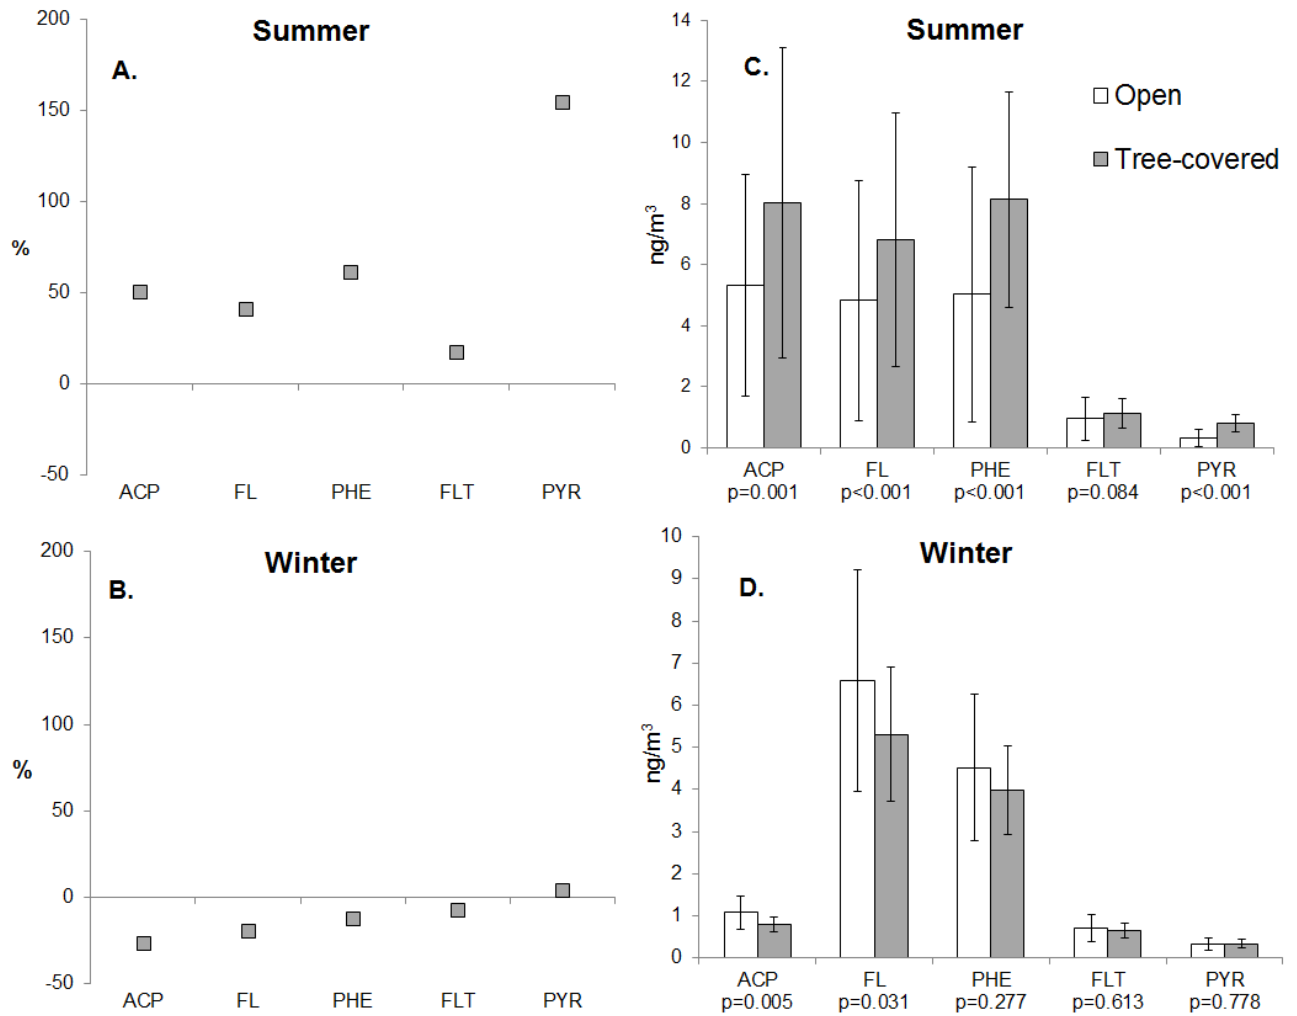 Summer
A.
200
150
100
50
0
-50
%
ACP FL PHE FLT PYR
Summer
C.
Open
Tree-covered
14
12
10
8
6
4
2
0
ng/m³
ACP FL PHE FLT PYR
p=0.001 p<0.001 p<0.001 p=0.084 p<0.001
Winter
B.
200
150
100
50
0
-50
%
ACP FL PHE FLT PYR
Winter
D.
10
9
8
7
6
5
4
3
2
1
0
ng/m³
ACP FL PHE FLT PYR
p=0.005 p=0.031 p=0.277 p=0.613 p=0.778